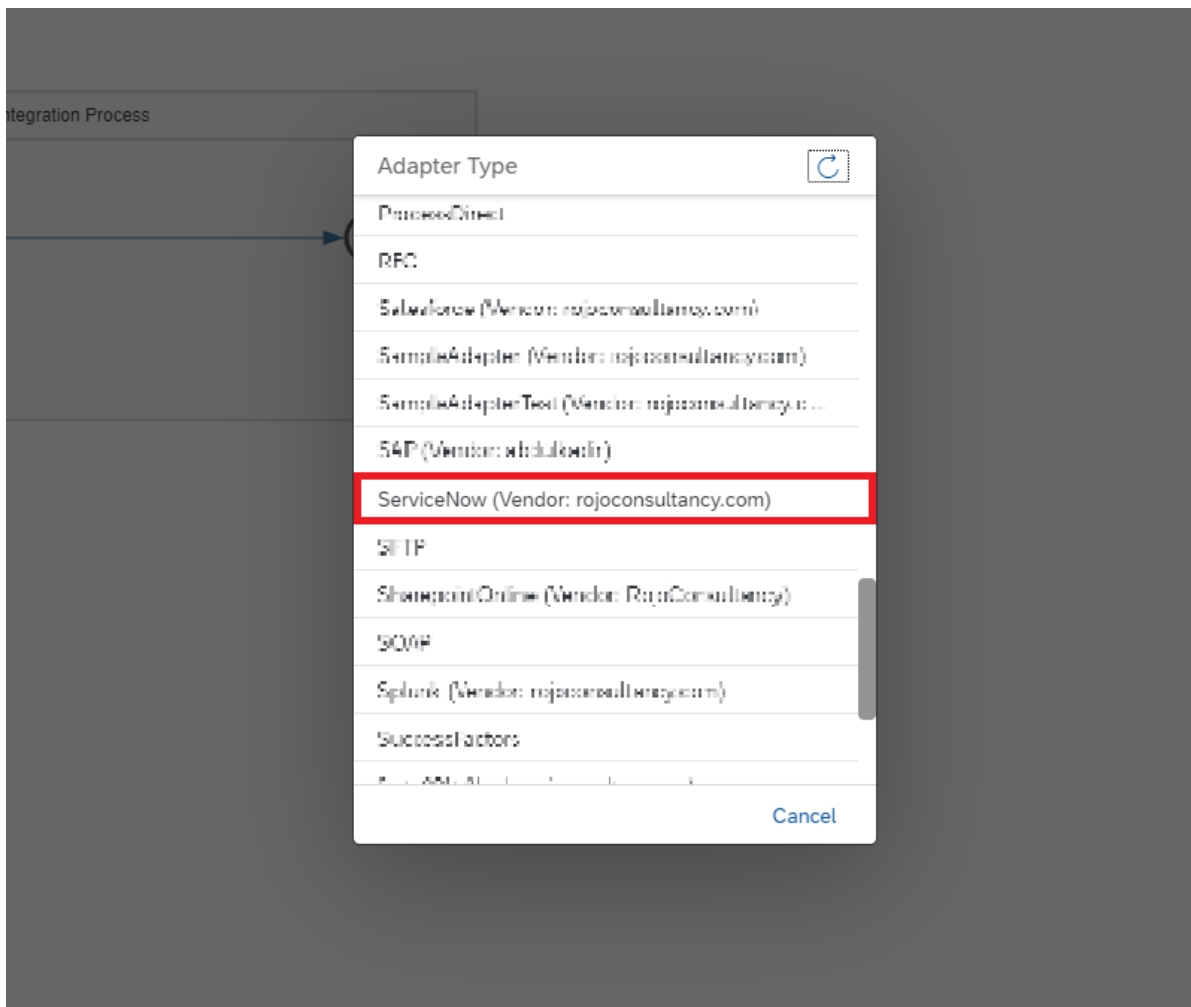 ntegration Process
Adapter Type
ProcessDirect
RFC
Salesforce (Vendor: rojoconsultancy.com)
SampleAdapter (Vendor: rojoconsultancy.com)
SampleAdapterTest (Vendor: rojoconsultancy.c...
SAP (Vendor: abdulkadir)
ServiceNow (Vendor: rojoconsultancy.com)
SFTP
SharepointOnline (Vendor: RojoConsultancy)
SOAP
Splunk (Vendor: rojoconsultancy.com)
SuccessFactors
Cancel